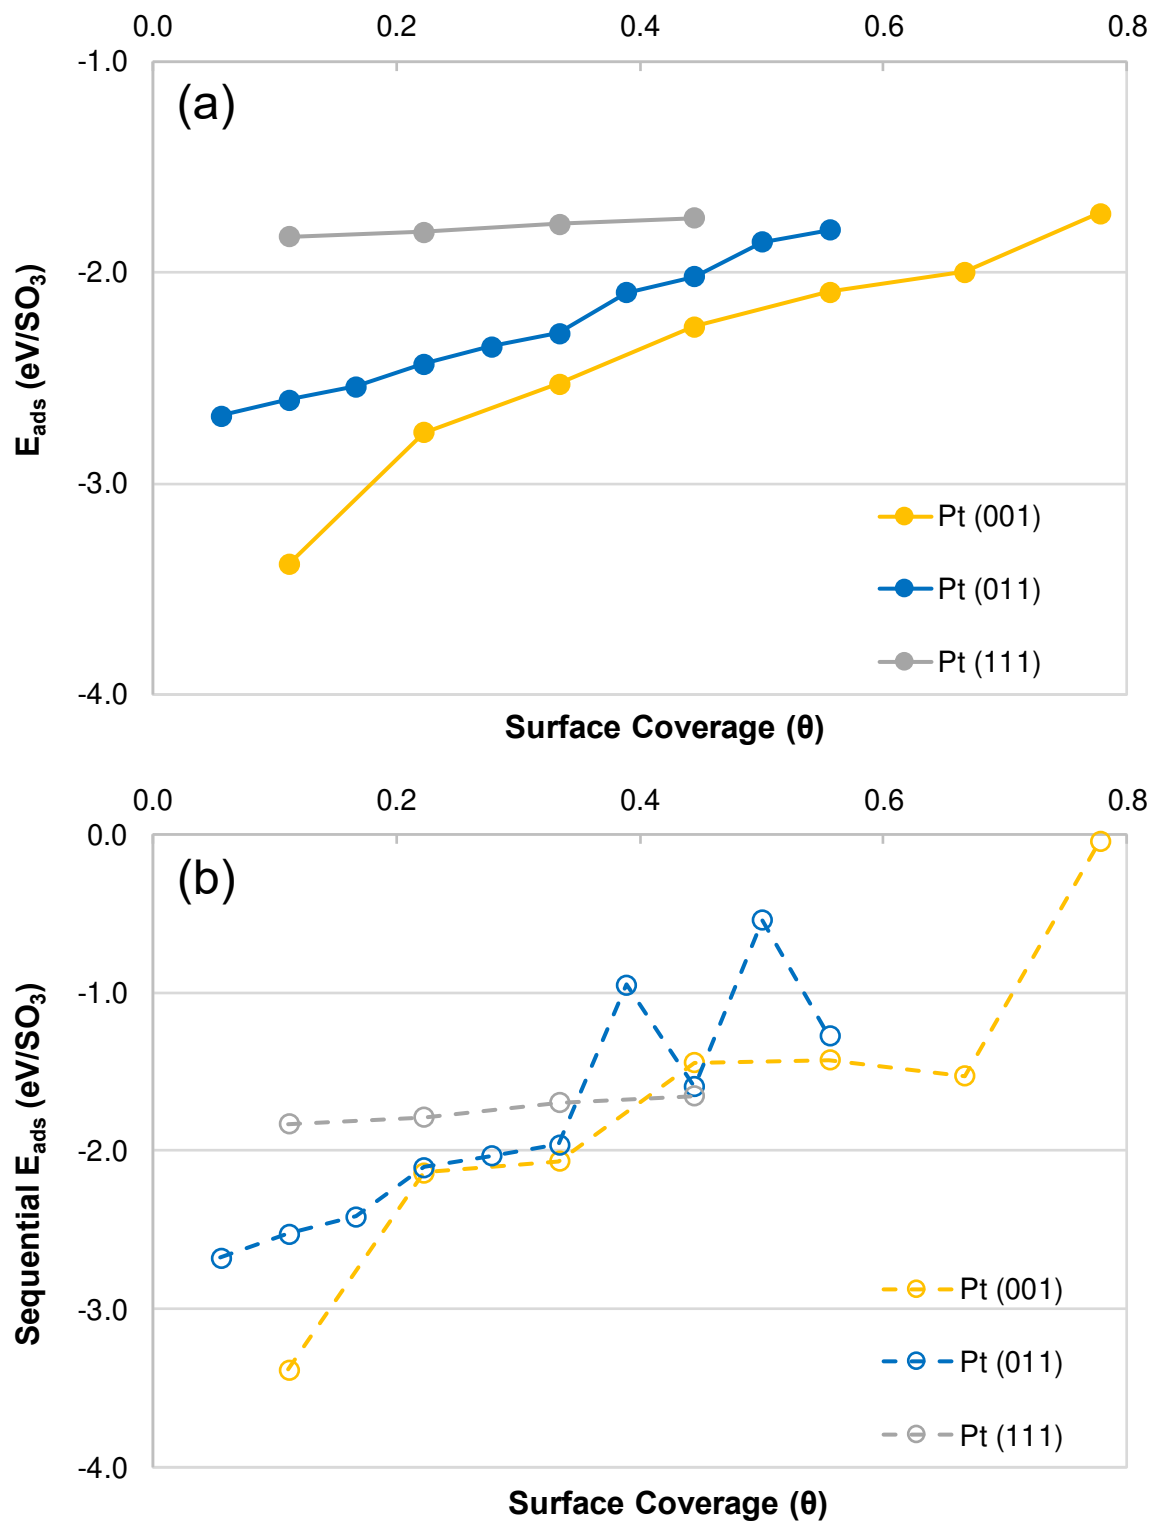 0.0 0.2 0.4 0.6 0.8
-1.0
(a)
-2.0
E_ads (eV/SO₃)
-3.0
Pt (001)
Pt (011)
Pt (111)
-4.0
Surface Coverage (θ)
0.0 0.2 0.4 0.6 0.8
0.0
(b)
-1.0
Sequential E_ads (eV/SO₃)
-2.0
-3.0
Pt (001)
Pt (011)
Pt (111)
-4.0
Surface Coverage (θ)